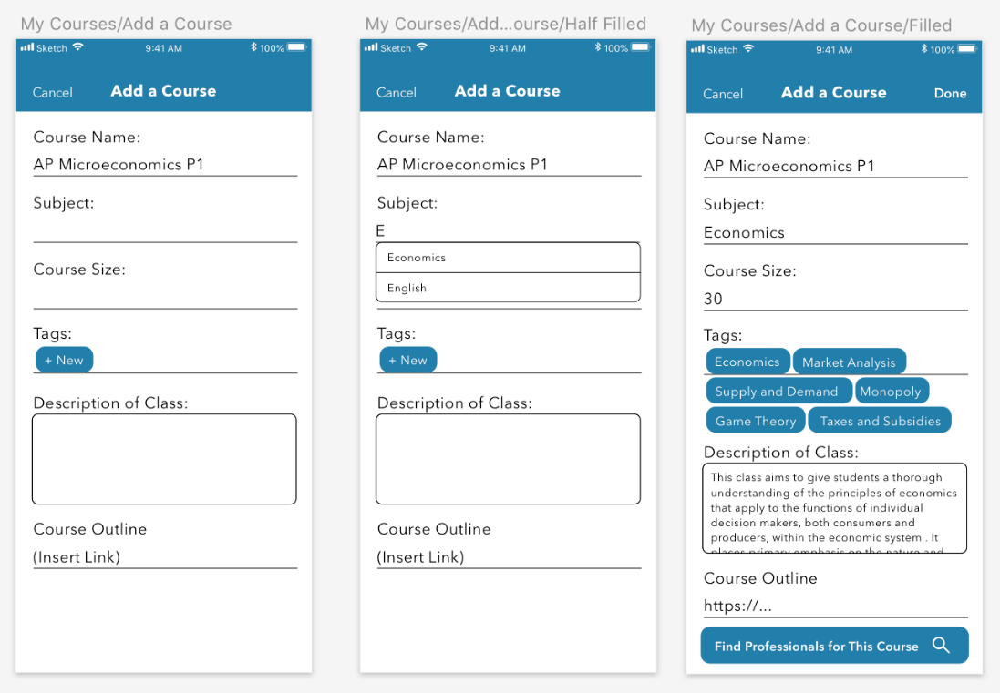 My Courses/Add a Course
Sketch 9:41 AM 100%
Cancel Add a Course
Course Name:
AP Microeconomics P1
Subject:
Course Size:
Tags:
+ New
Description of Class:
Course Outline
(Insert Link)
My Courses/Add...ourse/Half Filled
Sketch 9:41 AM 100%
Cancel Add a Course
Course Name:
AP Microeconomics P1
Subject:
E
Economics
English
Tags:
+ New
Description of Class:
Course Outline
(Insert Link)
My Courses/Add a Course/Filled
Sketch 9:41 AM 100%
Cancel Add a Course Done
Course Name:
AP Microeconomics P1
Subject:
Economics
Course Size:
30
Tags:
Economics Market Analysis
Supply and Demand Monopoly
Game Theory Taxes and Subsidies
Description of Class:
This class aims to give students a thorough
understanding of the principles of economics
that apply to the functions of individual
decision makers, both consumers and
producers, within the economic system . It
places primary emphasis on the nature and
Course Outline
https://...
Find Professionals for This Course